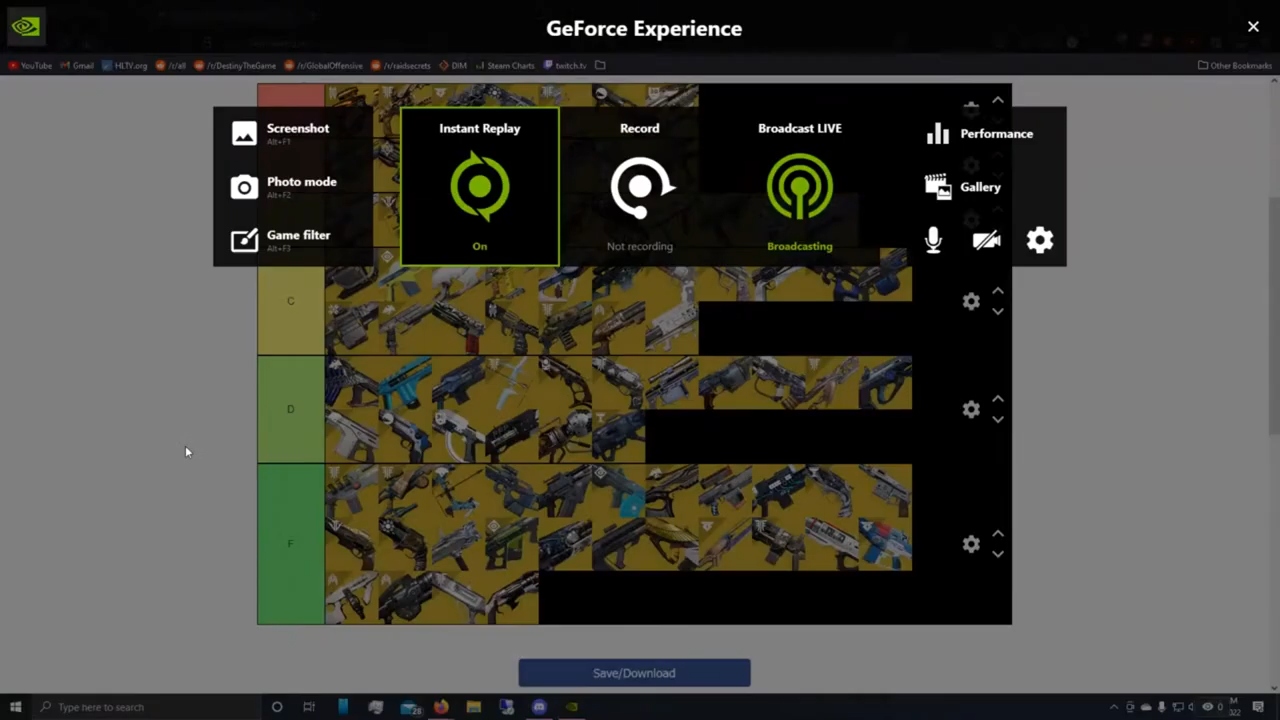 GeForce Experience
YouTube Gmail HLTV.org /r/all /r/DestinyTheGame /r/GlobalOffensive /r/raidsecrets DIM Steam Charts twitch.tv Other Bookmarks
Screenshot
Alt+F1
Photo mode
Alt+F2
Game filter
Alt+F3
Instant Replay
On
Record
Not recording
Broadcast LIVE
Broadcasting
Performance
Gallery
C
D
F
Save/Download
Type here to search
28